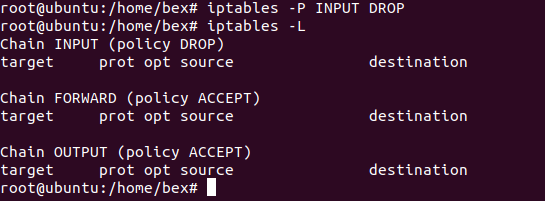 root@ubuntu:/home/bex# iptables -P INPUT DROP
root@ubuntu:/home/bex# iptables -L
Chain INPUT (policy DROP)
target     prot opt source               destination

Chain FORWARD (policy ACCEPT)
target     prot opt source               destination

Chain OUTPUT (policy ACCEPT)
target     prot opt source               destination
root@ubuntu:/home/bex#